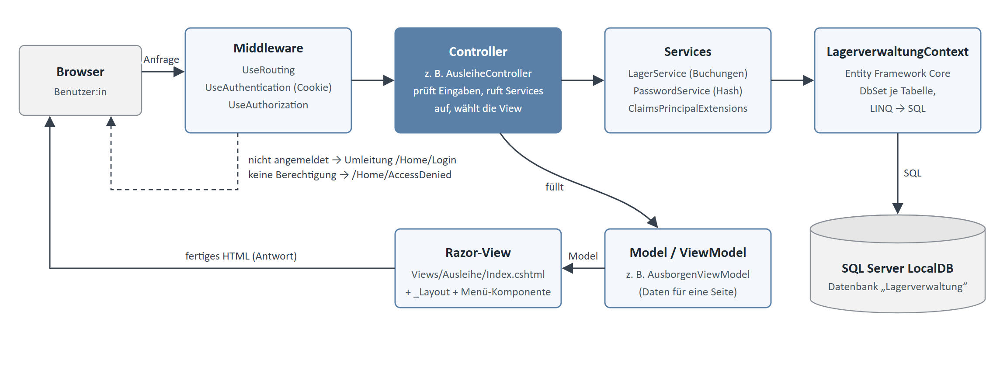 Browser
Benutzer:in
Anfrage
Middleware
UseRouting
UseAuthentication (Cookie)
UseAuthorization
Controller
z. B. AusleiheController
prüft Eingaben, ruft Services
auf, wählt die View
Services
LagerService (Buchungen)
PasswordService (Hash)
ClaimsPrincipalExtensions
LagerverwaltungContext
Entity Framework Core
DbSet je Tabelle,
LINQ → SQL
nicht angemeldet → Umleitung /Home/Login
keine Berechtigung → /Home/AccessDenied
füllt
SQL
fertiges HTML (Antwort)
Razor-View
Views/Ausleihe/Index.cshtml
+ _Layout + Menü-Komponente
Model
Model / ViewModel
z. B. AusborgenViewModel
(Daten für eine Seite)
SQL Server LocalDB
Datenbank „Lagerverwaltung“